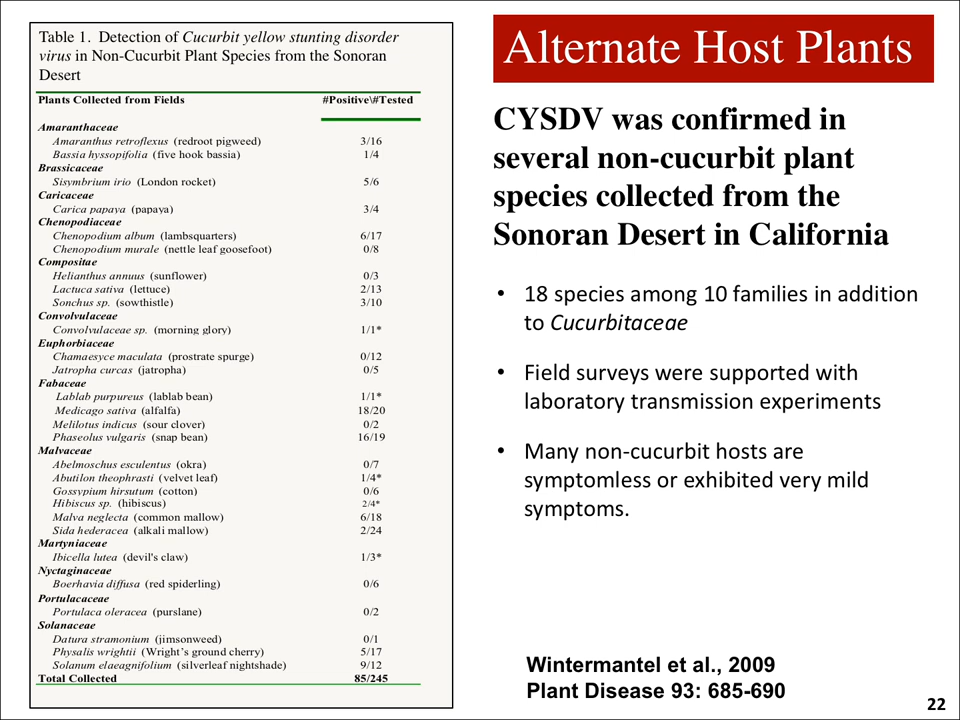 Table 1.  Detection of Cucurbit yellow stunting disorder
virus in Non-Cucurbit Plant Species from the Sonoran
Desert
Plants Collected from Fields #Positive\#Tested
Amaranthaceae
Amaranthus retroflexus (redroot pigweed) 3/16
Bassia hyssopifolia (five hook bassia) 1/4
Brassicaceae
Sisymbrium irio (London rocket) 5/6
Caricaceae
Carica papaya (papaya) 3/4
Chenopodiaceae
Chenopodium album (lambsquarters) 6/17
Chenopodium murale (nettle leaf goosefoot) 0/8
Compositae
Helianthus annuus (sunflower) 0/3
Lactuca sativa (lettuce) 2/13
Sonchus sp. (sowthistle) 3/10
Convolvulaceae
Convolvulaceae sp. (morning glory) 1/1*
Euphorbiaceae
Chamaesyce maculata (prostrate spurge) 0/12
Jatropha curcas (jatropha) 0/5
Fabaceae
Lablab purpureus (lablab bean) 1/1*
Medicago sativa (alfalfa) 18/20
Melilotus indicus (sour clover) 0/2
Phaseolus vulgaris (snap bean) 16/19
Malvaceae
Abelmoschus esculentus (okra) 0/7
Abutilon theophrasti (velvet leaf) 1/4*
Gossypium hirsutum (cotton) 0/6
Hibiscus sp. (hibiscus) 2/4*
Malva neglecta (common mallow) 6/18
Sida hederacea (alkali mallow) 2/24
Martyniaceae
Ibicella lutea (devil's claw) 1/3*
Nyctaginaceae
Boerhavia diffusa (red spiderling) 0/6
Portulacaceae
Portulaca oleracea (purslane) 0/2
Solanaceae
Datura stramonium (jimsonweed) 0/1
Physalis wrightii (Wright’s ground cherry) 5/17
Solanum elaeagnifolium (silverleaf nightshade) 9/12
Total Collected 85/245
Alternate Host Plants
CYSDV was confirmed in
several non-cucurbit plant
species collected from the
Sonoran Desert in California
• 18 species among 10 families in addition
to Cucurbitaceae
• Field surveys were supported with
laboratory transmission experiments
• Many non-cucurbit hosts are
symptomless or exhibited very mild
symptoms.
Wintermantel et al., 2009
Plant Disease 93: 685-690
22